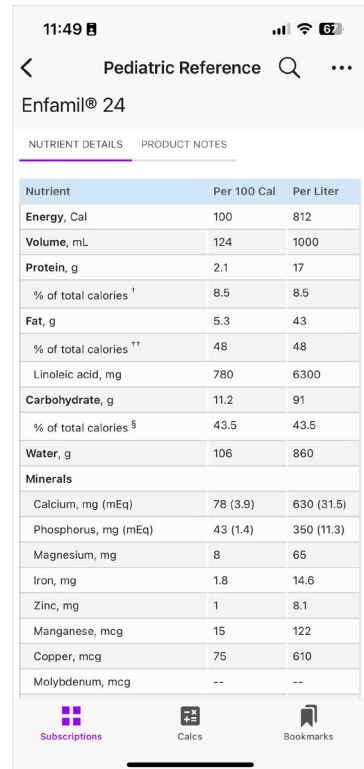 11:49
67
Pediatric Reference
Enfamil® 24
NUTRIENT DETAILS PRODUCT NOTES
Nutrient Per 100 Cal Per Liter
Energy, Cal 100 812
Volume, mL 124 1000
Protein, g 2.1 17
% of total calories † 8.5 8.5
Fat, g 5.3 43
% of total calories †† 48 48
Linoleic acid, mg 780 6300
Carbohydrate, g 11.2 91
% of total calories § 43.5 43.5
Water, g 106 860
Minerals
Calcium, mg (mEq) 78 (3.9) 630 (31.5)
Phosphorus, mg (mEq) 43 (1.4) 350 (11.3)
Magnesium, mg 8 65
Iron, mg 1.8 14.6
Zinc, mg 1 8.1
Manganese, mcg 15 122
Copper, mcg 75 610
Molybdenum, mcg -- --
Subscriptions Calcs Bookmarks